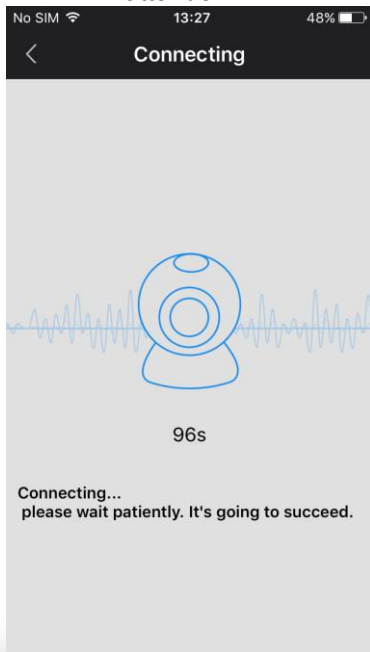 No SIM 13:27 48%
Connecting
96s
Connecting...
please wait patiently. It's going to succeed.